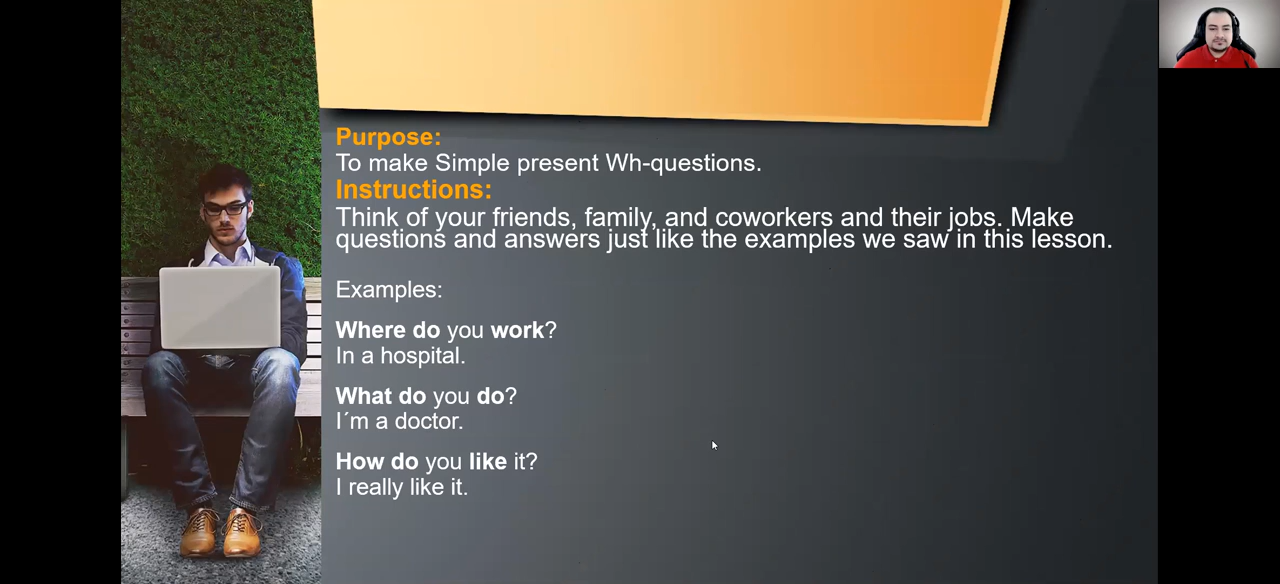 Purpose:
To make Simple present Wh-questions.
Instructions:
Think of your friends, family, and coworkers and their jobs. Make
questions and answers just like the examples we saw in this lesson.
Examples:
Where do you work?
In a hospital.
What do you do?
I´m a doctor.
How do you like it?
I really like it.